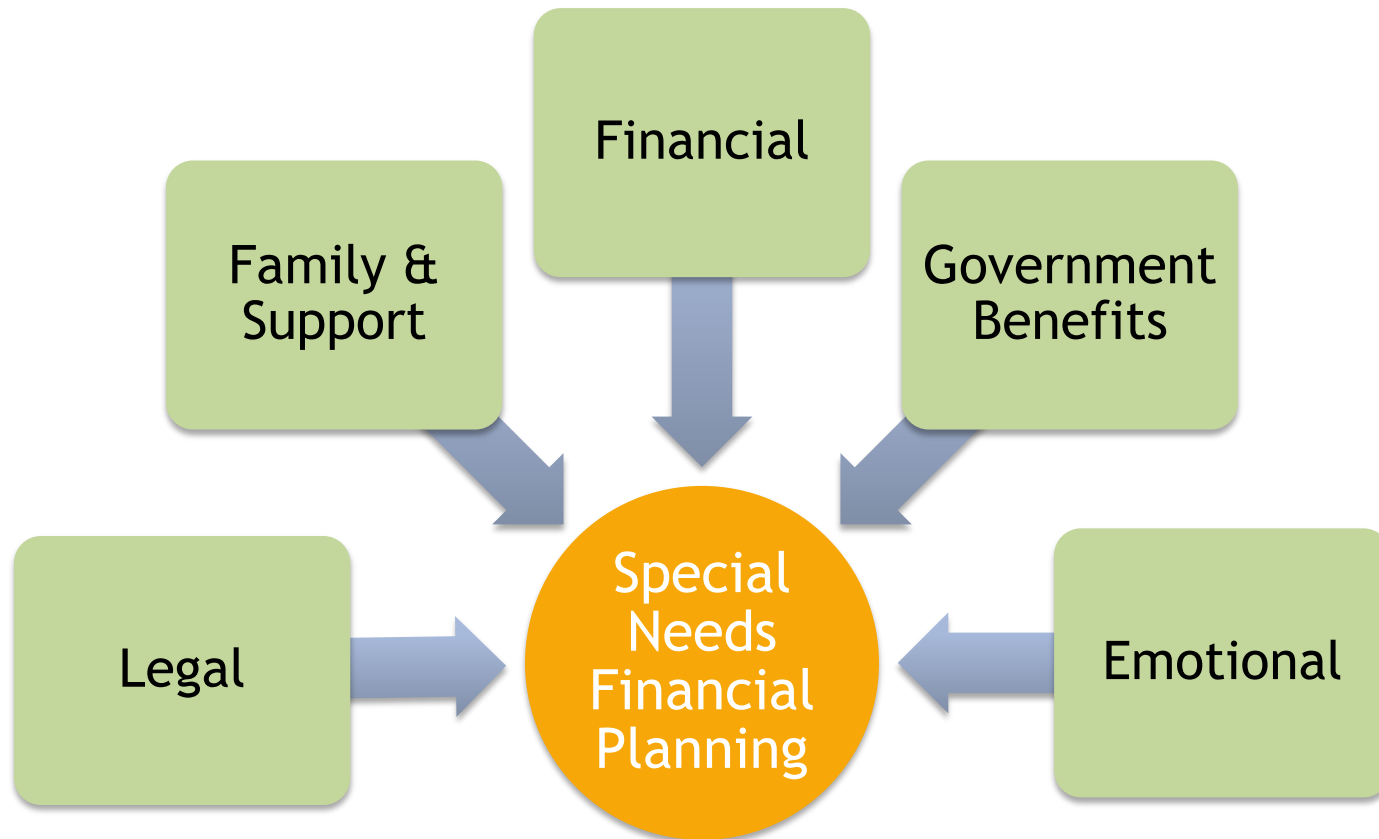 Financial
Family &
Support
Government
Benefits
Legal
Special
Needs
Financial
Planning
Emotional